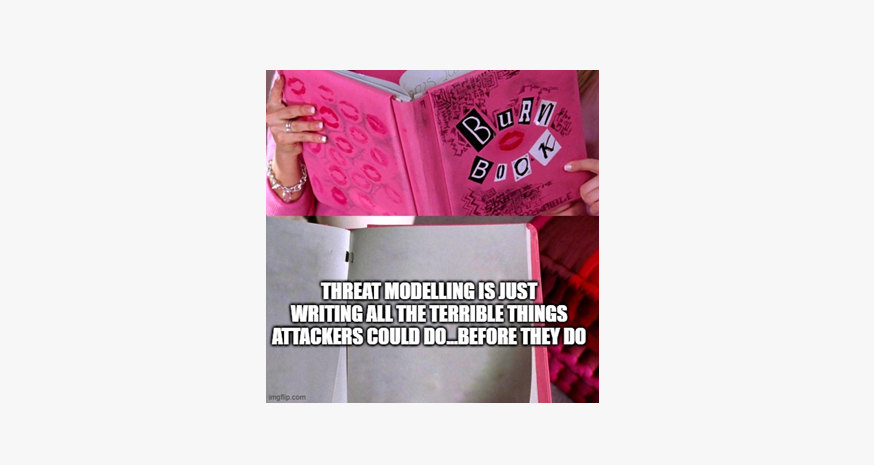 BURN
BOOK
THREAT MODELLING IS JUST
WRITING ALL THE TERRIBLE THINGS
ATTACKERS COULD DO...BEFORE THEY DO
imgflip.com